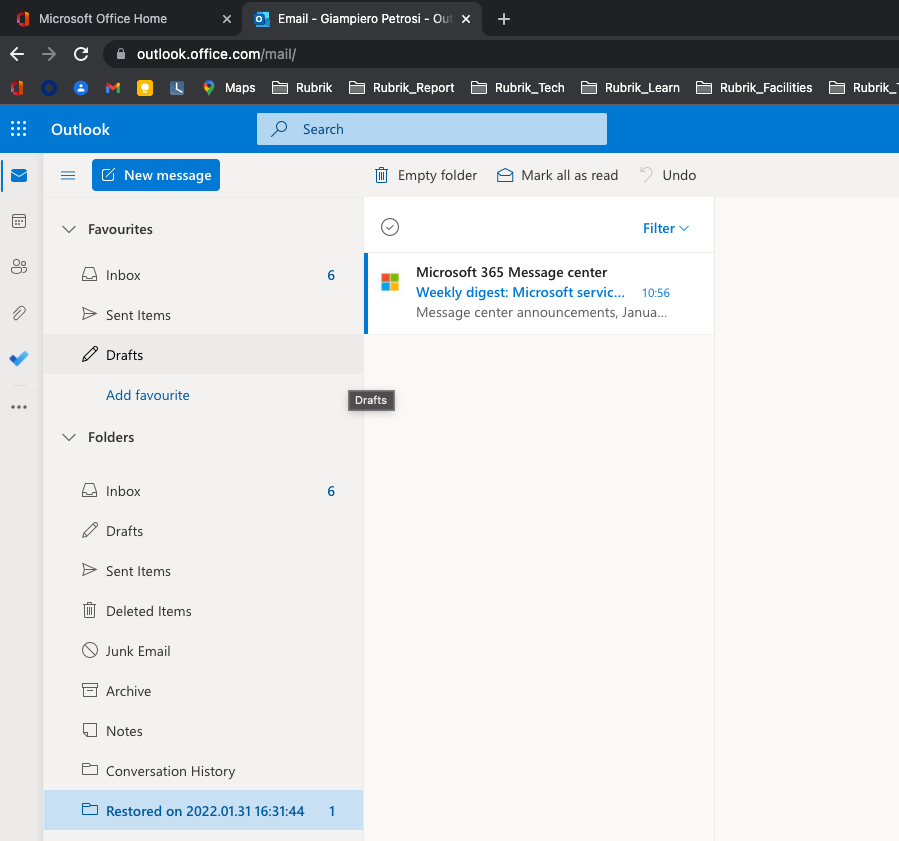 Microsoft Office Home
Email - Giampiero Petrosi - Out
outlook.office.com/mail/
Maps Rubrik Rubrik_Report Rubrik_Tech Rubrik_Learn Rubrik_Facilities Rubrik_
Outlook Search
New message Empty folder Mark all as read Undo
Favourites
Inbox 6
Sent Items
Drafts
Add favourite
Folders
Inbox 6
Drafts
Sent Items
Deleted Items
Junk Email
Archive
Notes
Conversation History
Restored on 2022.01.31 16:31:44 1
Filter
Microsoft 365 Message center
Weekly digest: Microsoft servic... 10:56
Message center announcements, Janua...
Drafts